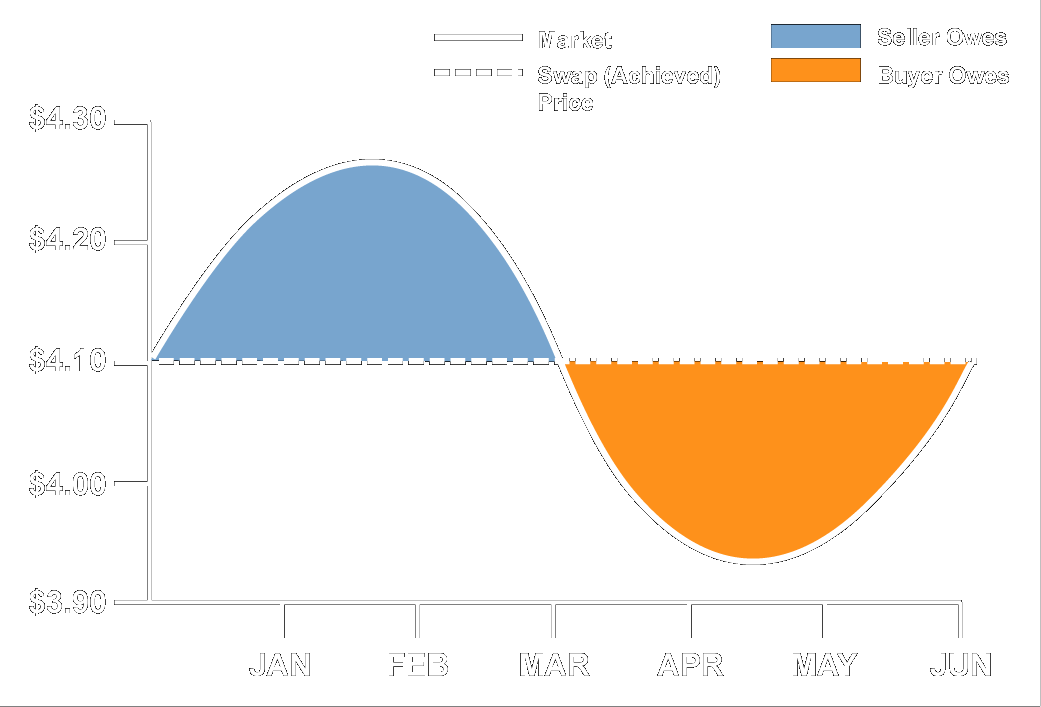 Market
Seller Owes
Swap (Achieved)
Price
Buyer Owes
$4.30
$4.20
$4.10
$4.00
$3.90
JAN FEB MAR APR MAY JUN